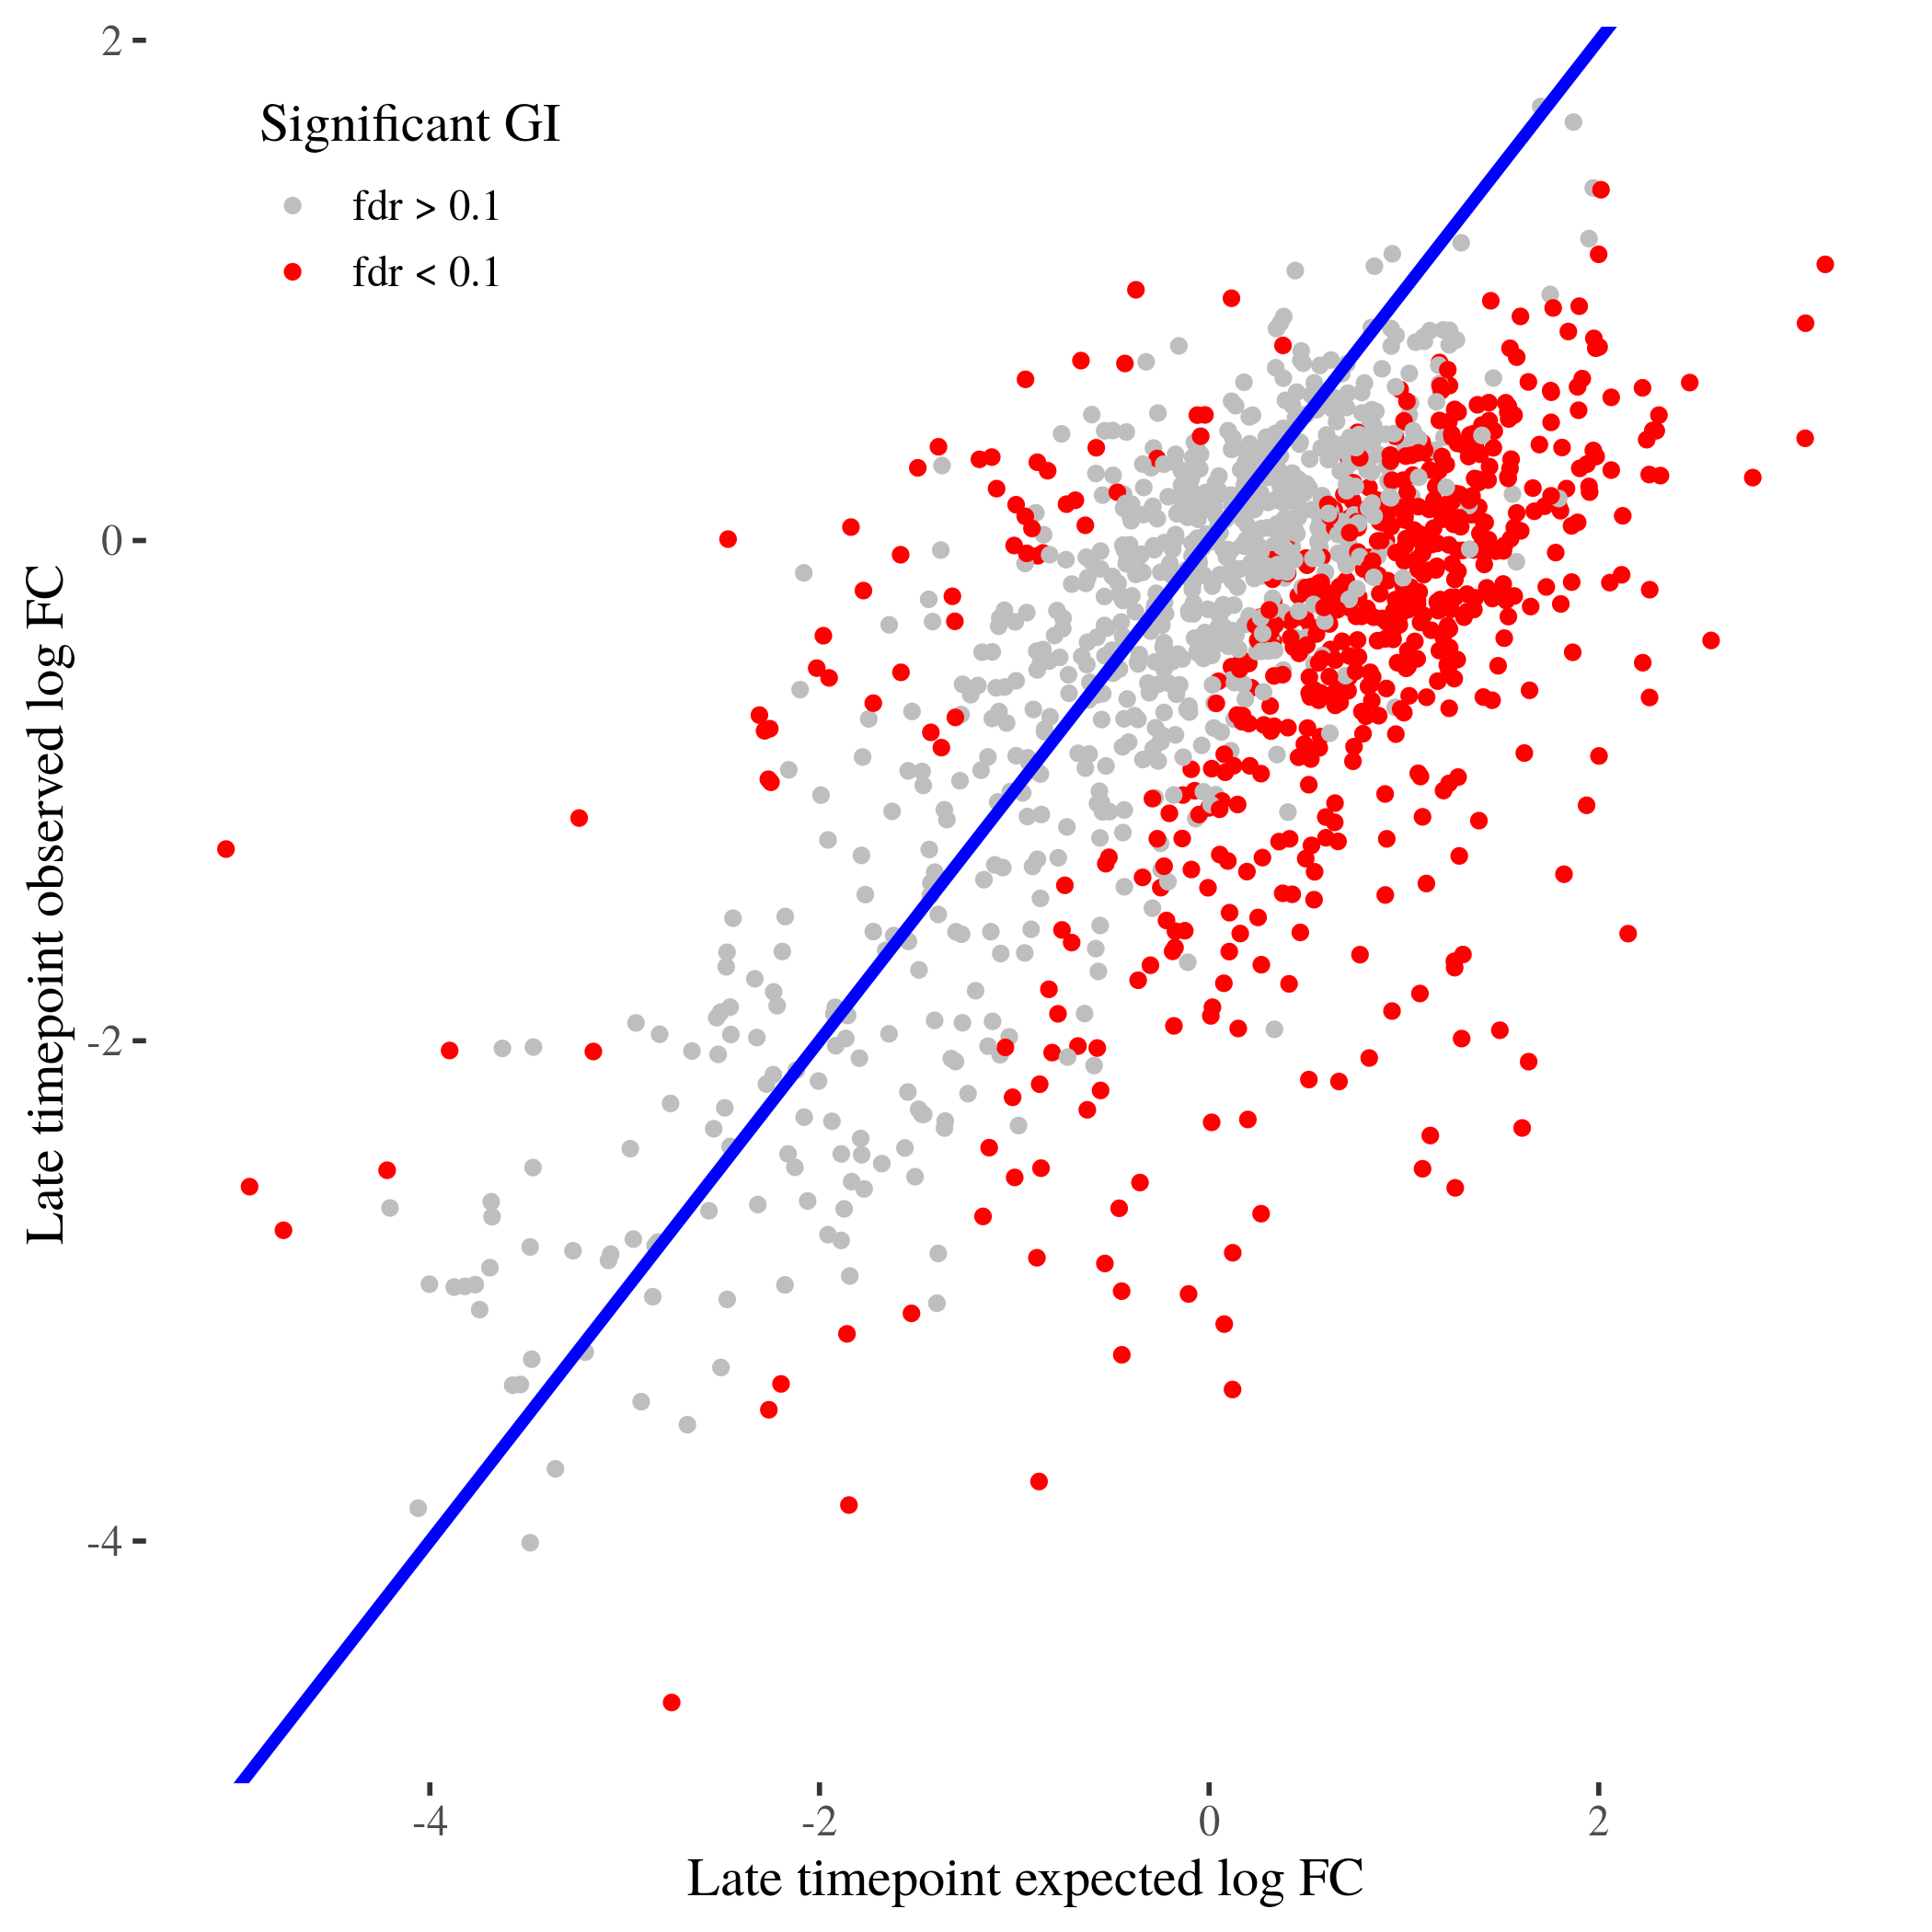 Significant GI
fdr > 0.1
fdr < 0.1
2
0
-2
-4
Late timepoint observed log FC
-4
-2
0
2
Late timepoint expected log FC